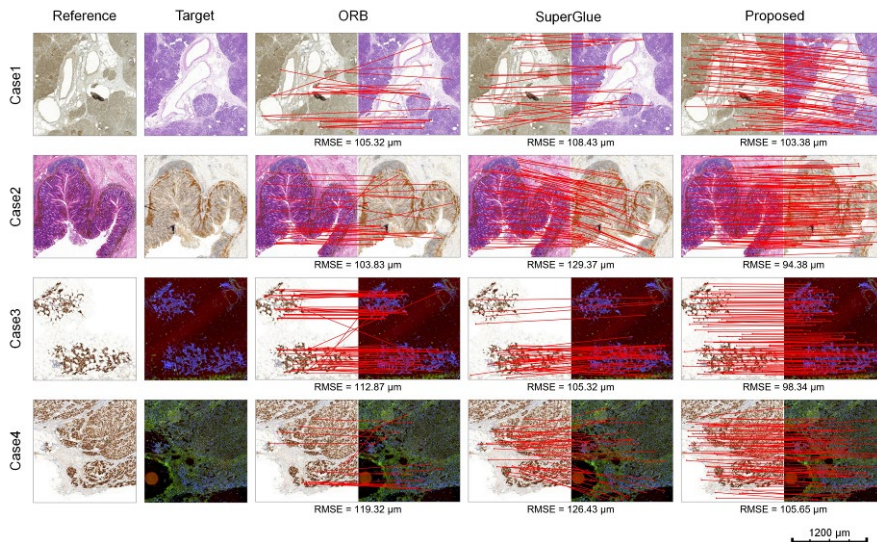 Reference Target ORB SuperGlue Proposed
Case1
RMSE = 105.32 µm RMSE = 108.43 µm RMSE = 103.38 µm
Case2
RMSE = 103.83 µm RMSE = 129.37 µm RMSE = 94.38 µm
Case3
RMSE = 112.87 µm RMSE = 105.32 µm RMSE = 98.34 µm
Case4
RMSE = 119.32 µm RMSE = 126.43 µm RMSE = 105.65 µm
1200 µm